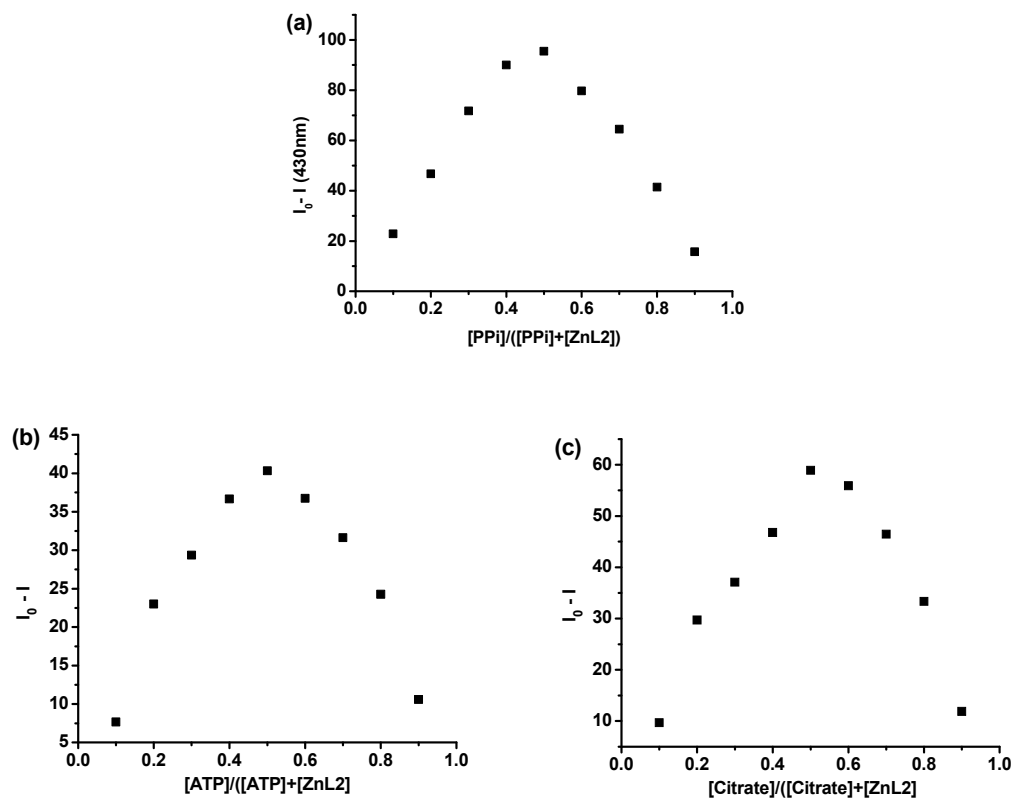 (a)
100
80
60
40
20
0
I₀- I (430nm)
0.0 0.2 0.4 0.6 0.8 1.0
[PPi]/([PPi]+[ZnL2])
(b)
45
40
35
30
25
20
15
10
5
I₀ - I
0.0 0.2 0.4 0.6 0.8 1.0
[ATP]/([ATP]+[ZnL2]
(c)
60
50
40
30
20
10
I₀ - I
0.0 0.2 0.4 0.6 0.8 1.0
[Citrate]/([Citrate]+[ZnL2]